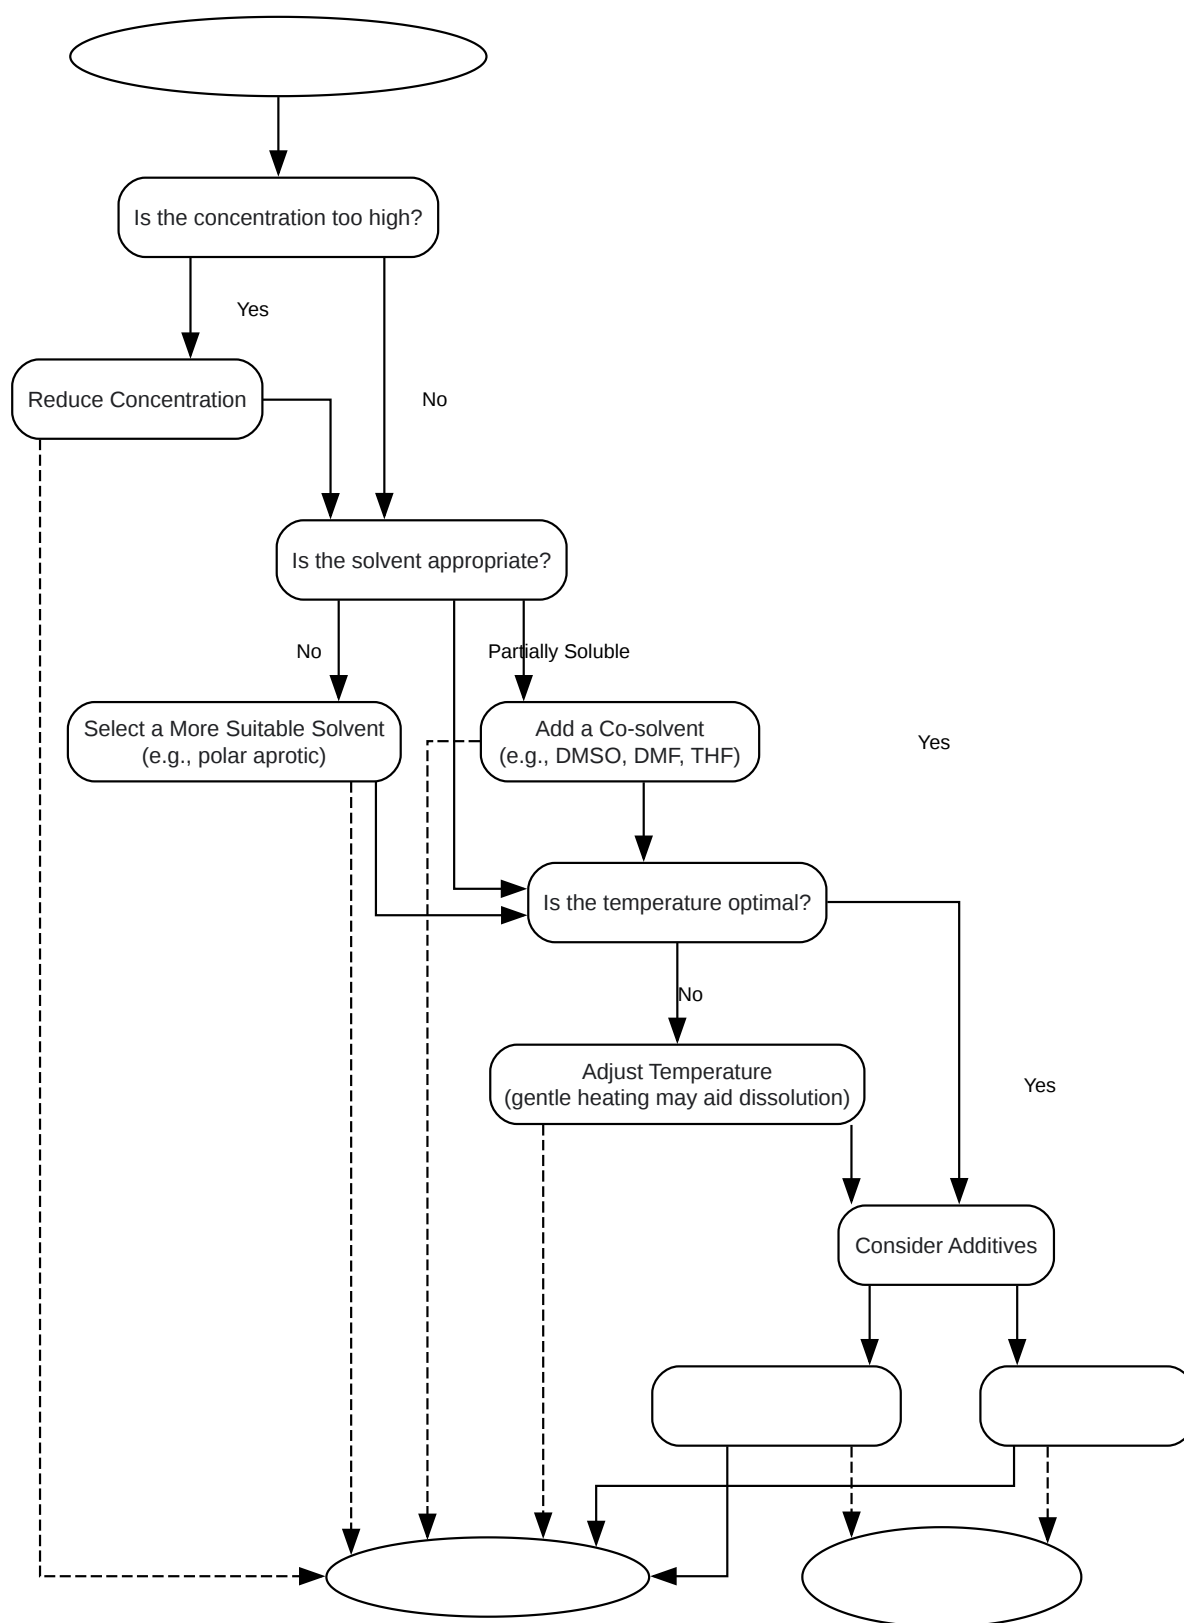 Is the concentration too high?
Yes
Reduce Concentration
No
Is the solvent appropriate?
No
Partially Soluble
Select a More Suitable Solvent
(e.g., polar aprotic)
Add a Co-solvent
(e.g., DMSO, DMF, THF)
Yes
Is the temperature optimal?
No
Adjust Temperature
(gentle heating may aid dissolution)
Yes
Consider Additives